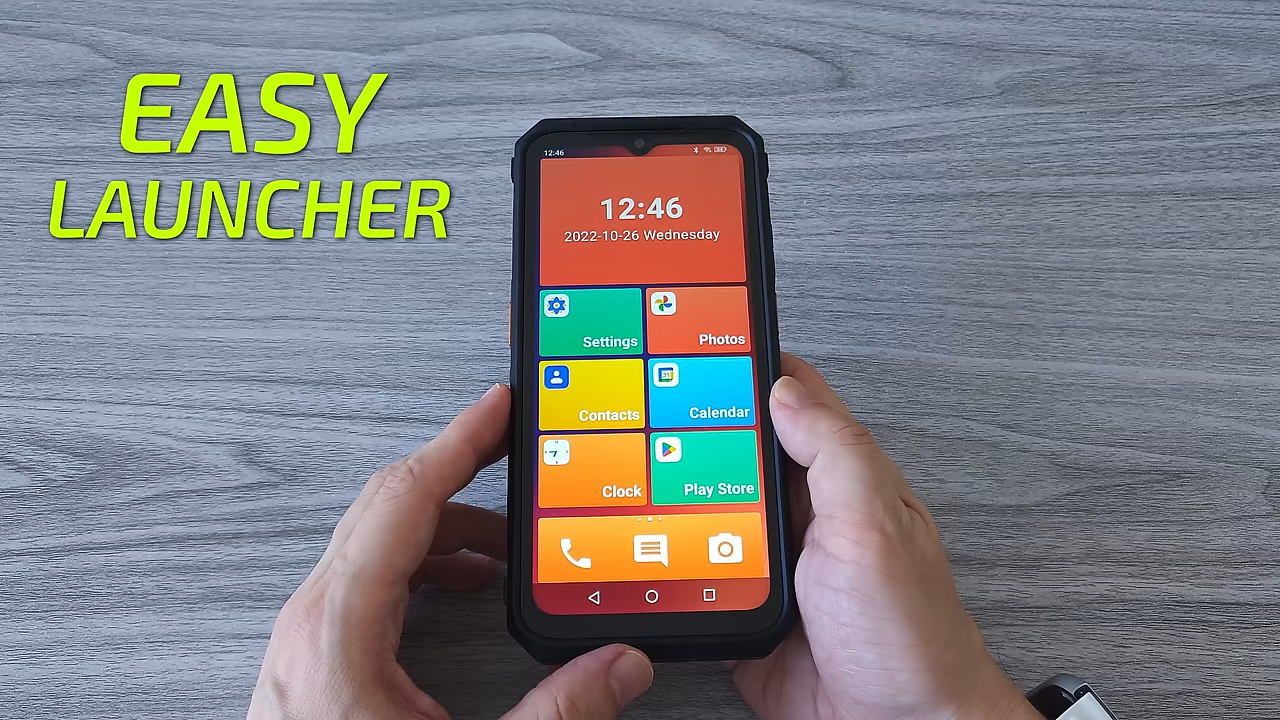 EASY
LAUNCHER
12:46
12:46
2022-10-26 Wednesday
Settings
Photos
Contacts
Calendar
Clock
Play Store